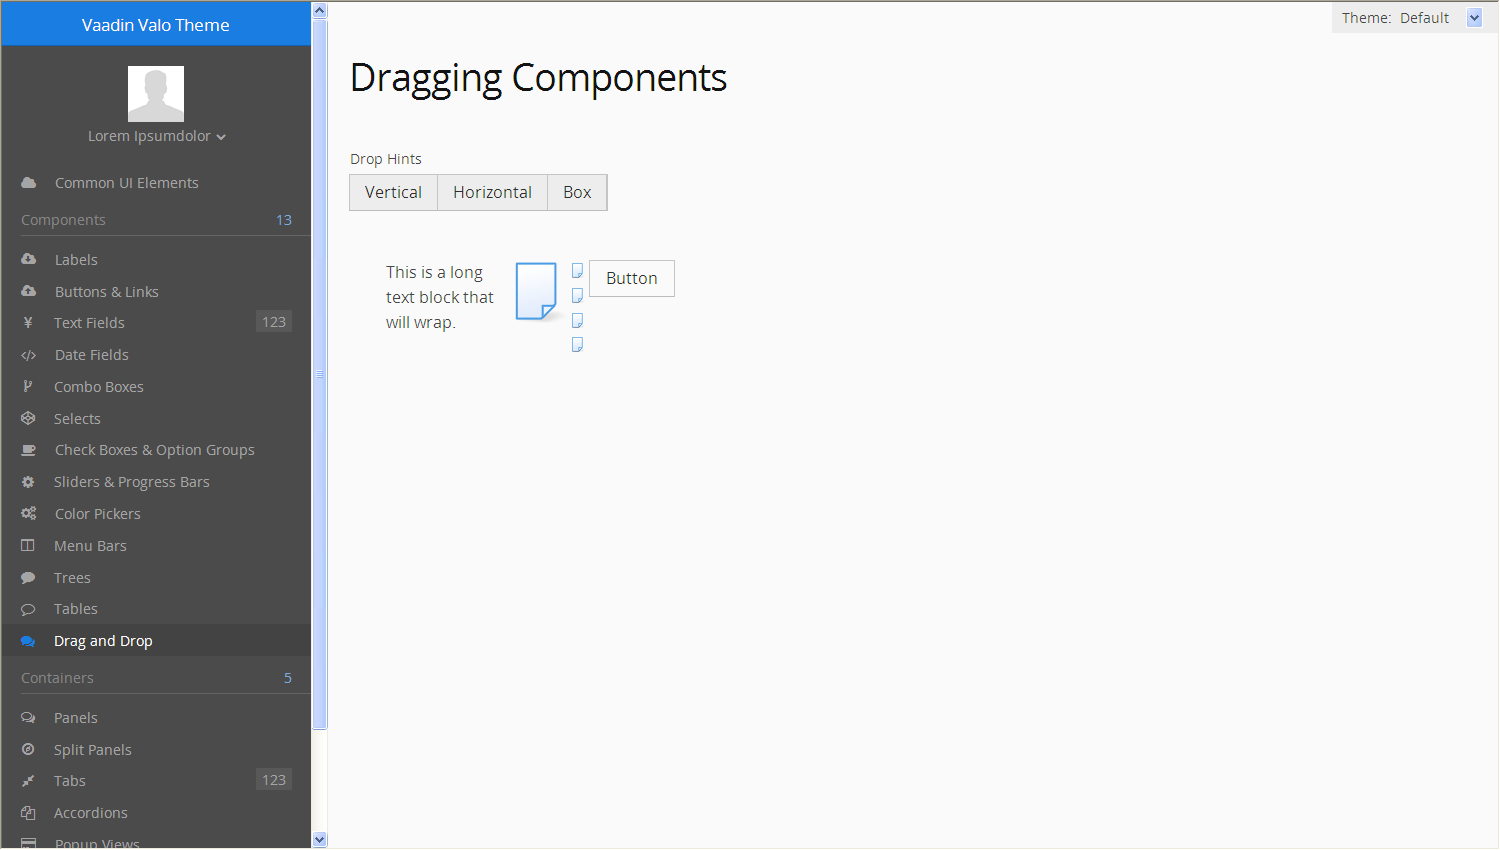 Vaadin Valo Theme
Lorem Ipsumdolor
Common UI Elements
Components 13
Labels
Buttons & Links
Text Fields 123
Date Fields
Combo Boxes
Selects
Check Boxes & Option Groups
Sliders & Progress Bars
Color Pickers
Menu Bars
Trees
Tables
Drag and Drop
Containers 5
Panels
Split Panels
Tabs 123
Accordions
Popup Views
Theme: Default
Dragging Components
Drop Hints
Vertical Horizontal Box
This is a long
text block that
will wrap.
Button